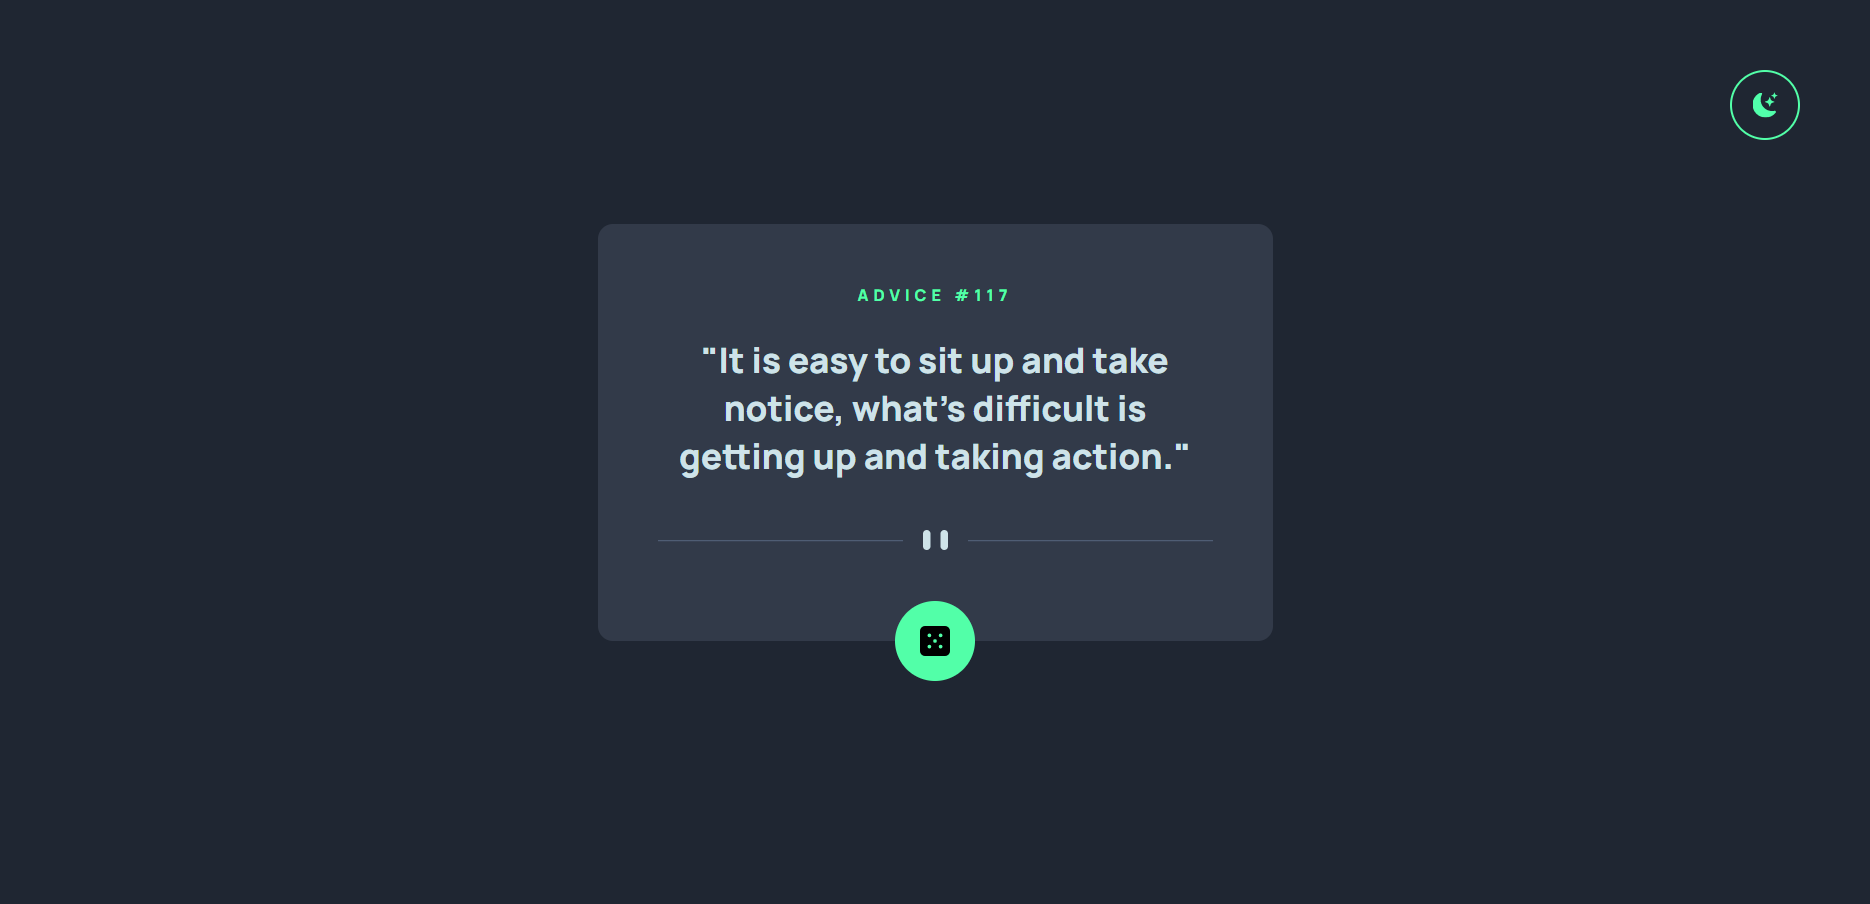 ADVICE #117
"It is easy to sit up and take
notice, what's difficult is
getting up and taking action."